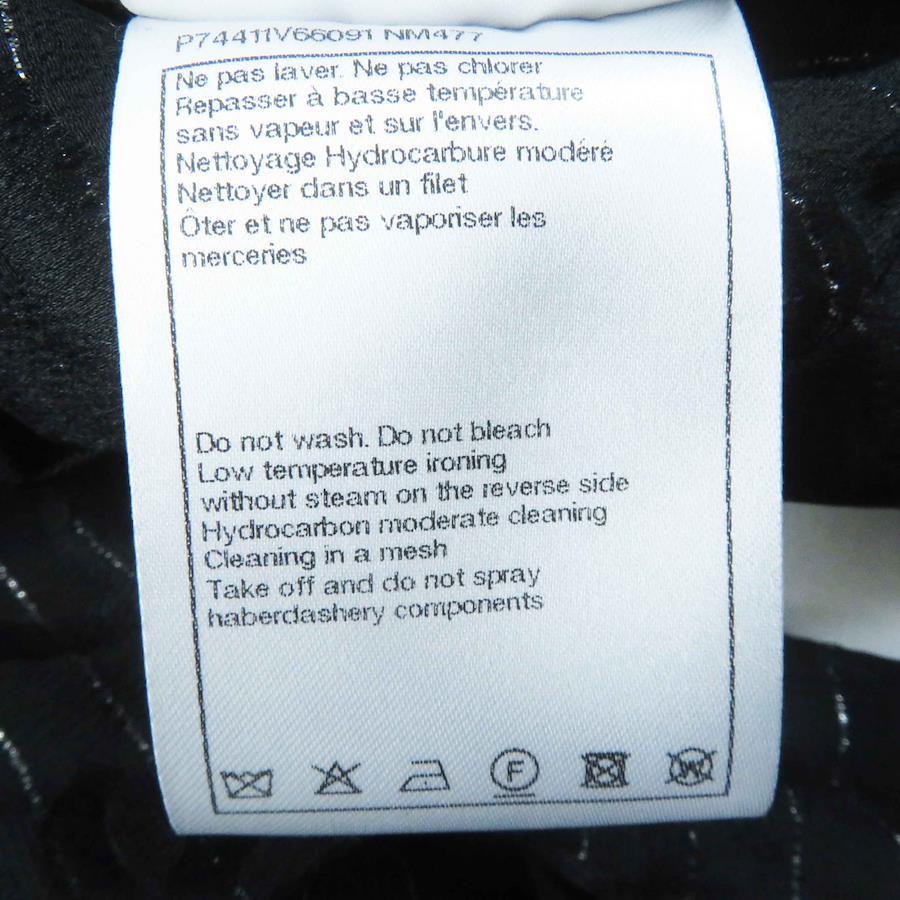 P74411V66091 NM477
Ne pas laver. Ne pas chlorer
Repasser à basse température
sans vapeur et sur l'envers.
Nettoyage Hydrocarbure modéré
Nettoyer dans un filet
Ôter et ne pas vaporiser les
merceries
Do not wash. Do not bleach
Low temperature ironing
without steam on the reverse side
Hydrocarbon moderate cleaning
Cleaning in a mesh
Take off and do not spray
haberdashery components
F W